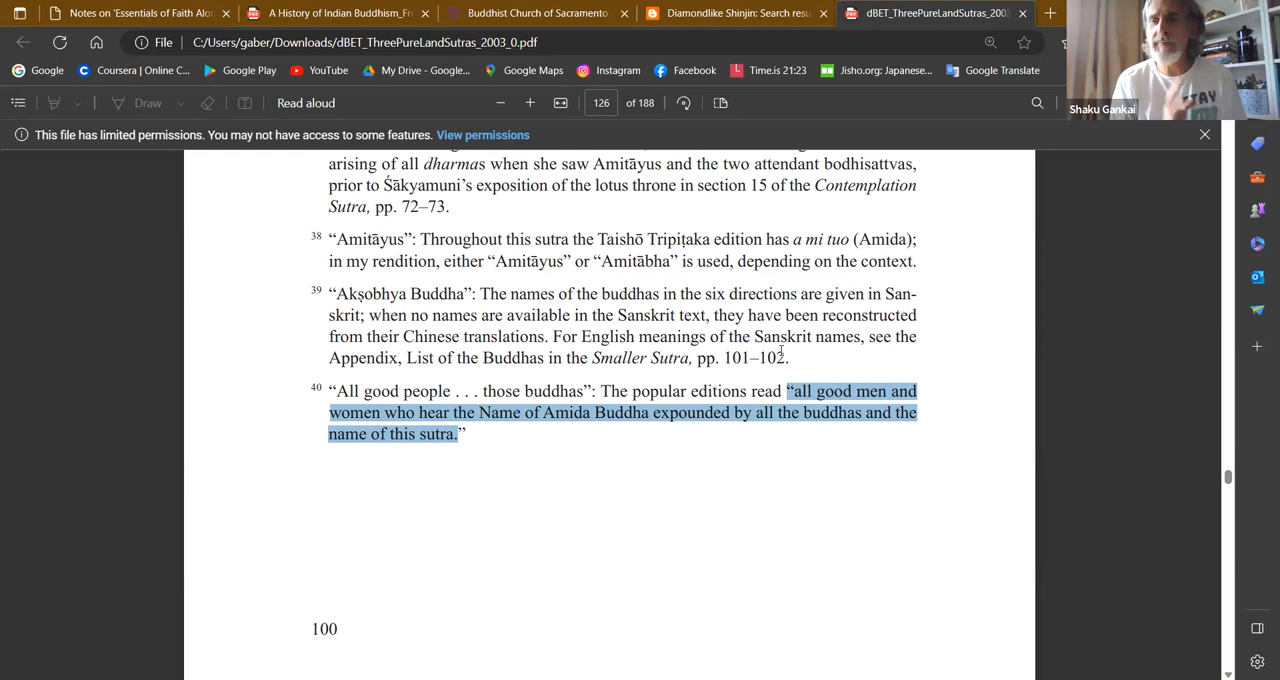 Notes on 'Essentials of Faith Alor
A History of Indian Buddhism_Fr
Buddhist Church of Sacramento
Diamondlike Shinjin: Search resu
dBET_ThreePureLandSutras_2003
File
C:/Users/gaber/Downloads/dBET_ThreePureLandSutras_2003_0.pdf
Google
Coursera | Online C...
Google Play
YouTube
My Drive - Google...
Google Maps
Instagram
Facebook
Time.is 21:23
Jisho.org: Japanese...
Google Translate
Draw
Read aloud
126 of 188
Shaku Gankai
This file has limited permissions. You may not have access to some features. View permissions
arising of all dharmas when she saw Amitāyus and the two attendant bodhisattvas,
prior to Śākyamuni’s exposition of the lotus throne in section 15 of the Contemplation
Sutra, pp. 72–73.
38 “Amitāyus”: Throughout this sutra the Taishō Tripiṭaka edition has a mi tuo (Amida);
in my rendition, either “Amitāyus” or “Amitābha” is used, depending on the context.
39 “Akṣobhya Buddha”: The names of the buddhas in the six directions are given in San-
skrit; when no names are available in the Sanskrit text, they have been reconstructed
from their Chinese translations. For English meanings of the Sanskrit names, see the
Appendix, List of the Buddhas in the Smaller Sutra, pp. 101–102.
40 “All good people . . . those buddhas”: The popular editions read “all good men and
women who hear the Name of Amida Buddha expounded by all the buddhas and the
name of this sutra.”
100